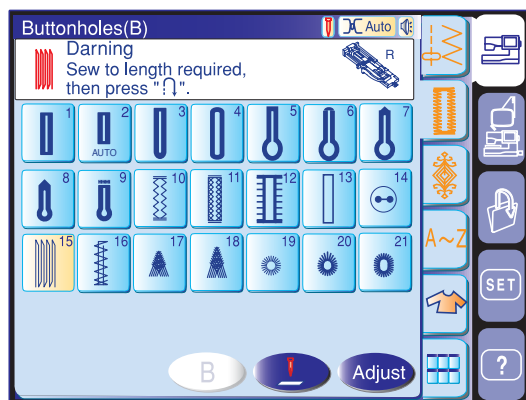 Buttonholes(B)
Auto
Darning
R
Sew to length required,
then press "⋂".
1 2 3 4 5 6 7
AUTO
8 9 10 11 12 13 14
15 16 17 18 19 20 21
A~Z
SET
?
B
Adjust